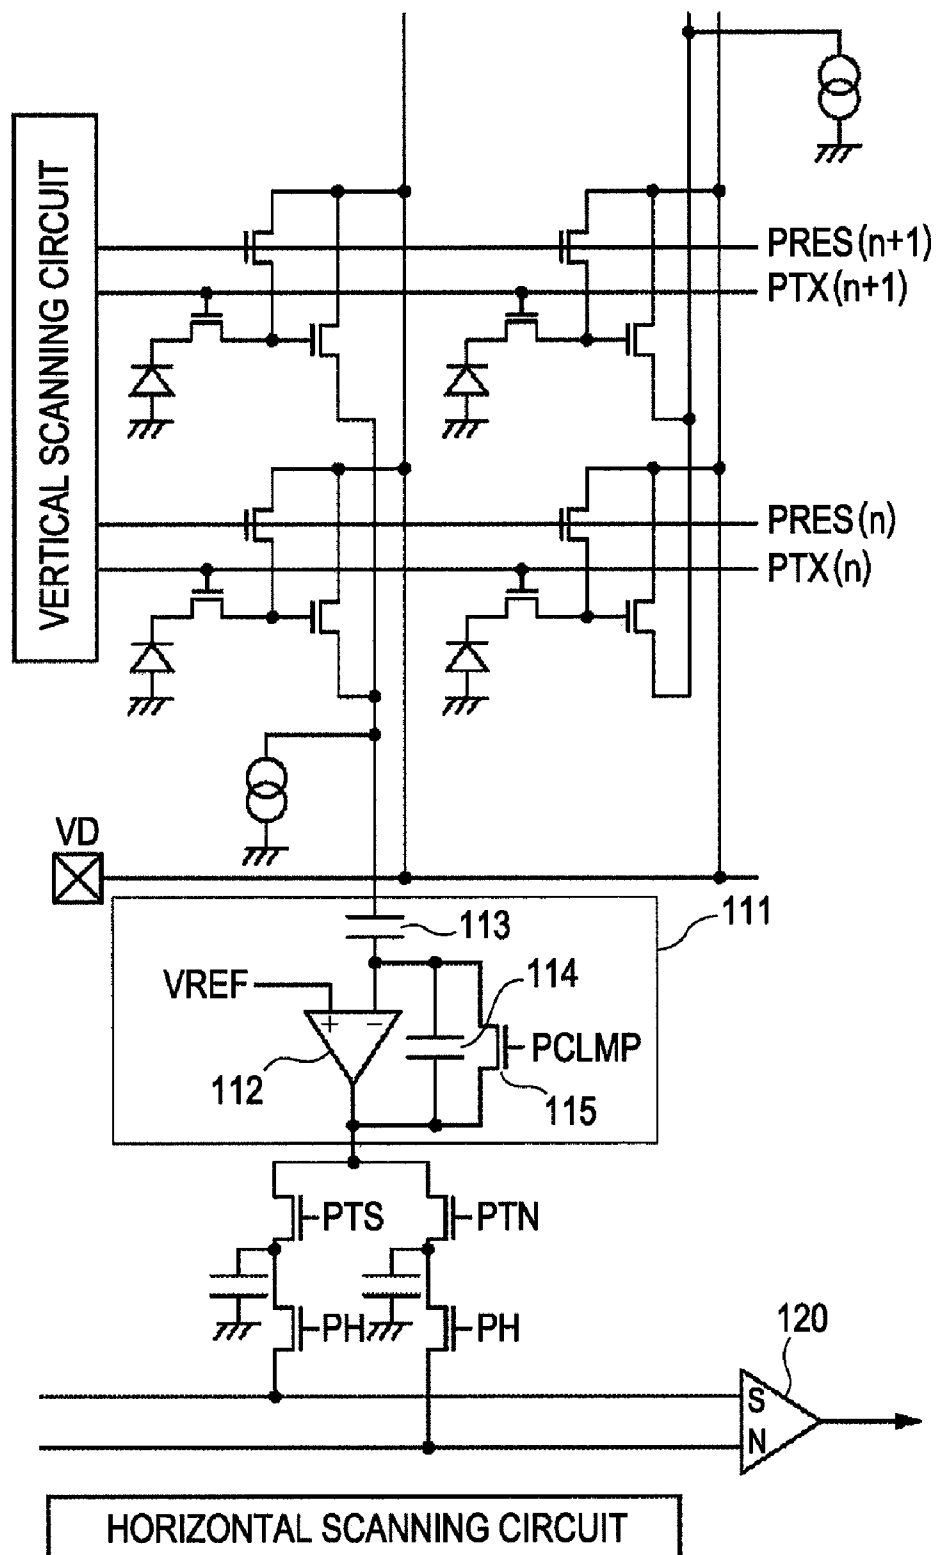 VERTICAL SCANNING CIRCUIT
PRES(n+1)
PTX(n+1)
PRES(n)
PTX(n)
VD
111
113
VREF
114
+ −
PCLMP
112
115
PTS
PTN
PH
PH
120
S
N
HORIZONTAL SCANNING CIRCUIT